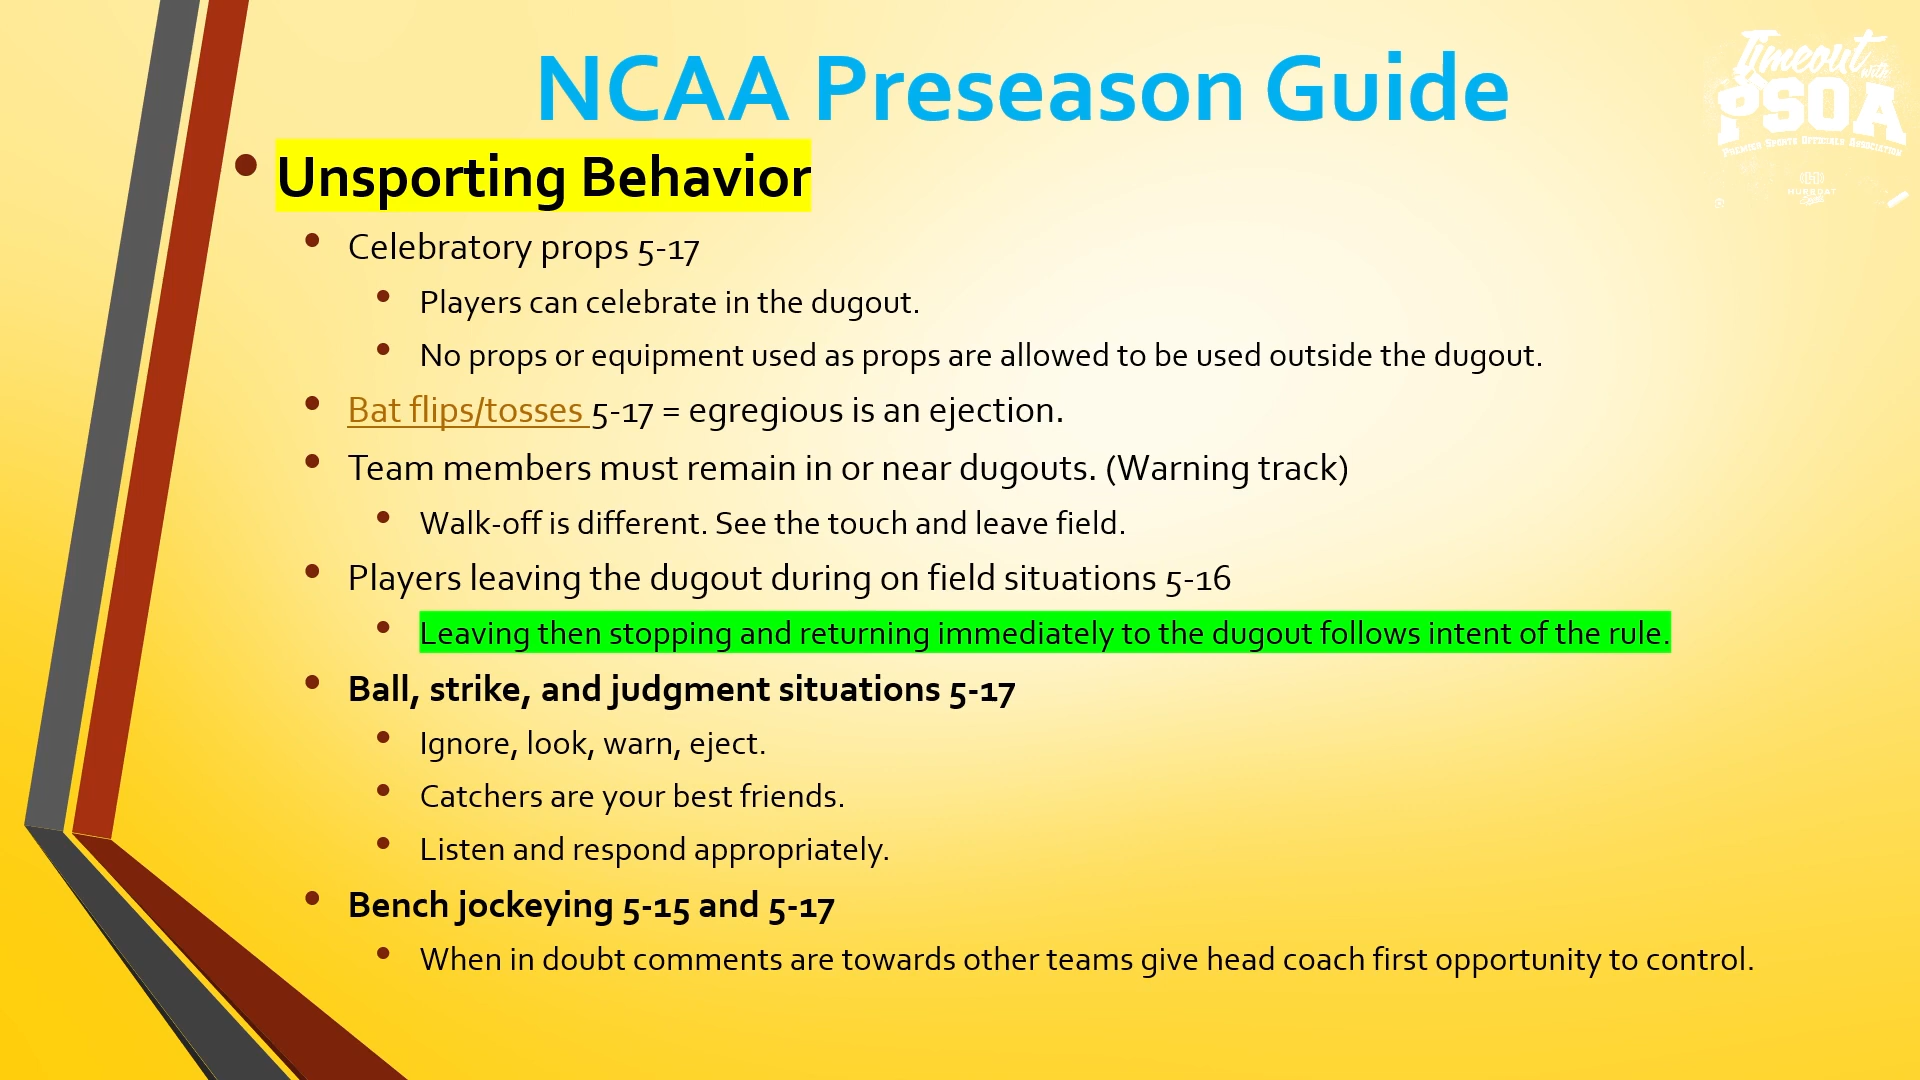 NCAA Preseason Guide
Timeout
with
PSOA
PREMIER SPORTS OFFICIALS ASSOCIATION
HURRDAT
Sports
• Unsporting Behavior
• Celebratory props 5-17
• Players can celebrate in the dugout.
• No props or equipment used as props are allowed to be used outside the dugout.
• Bat flips/tosses 5-17 = egregious is an ejection.
• Team members must remain in or near dugouts. (Warning track)
• Walk-off is different. See the touch and leave field.
• Players leaving the dugout during on field situations 5-16
• Leaving then stopping and returning immediately to the dugout follows intent of the rule.
• Ball, strike, and judgment situations 5-17
• Ignore, look, warn, eject.
• Catchers are your best friends.
• Listen and respond appropriately.
• Bench jockeying 5-15 and 5-17
• When in doubt comments are towards other teams give head coach first opportunity to control.